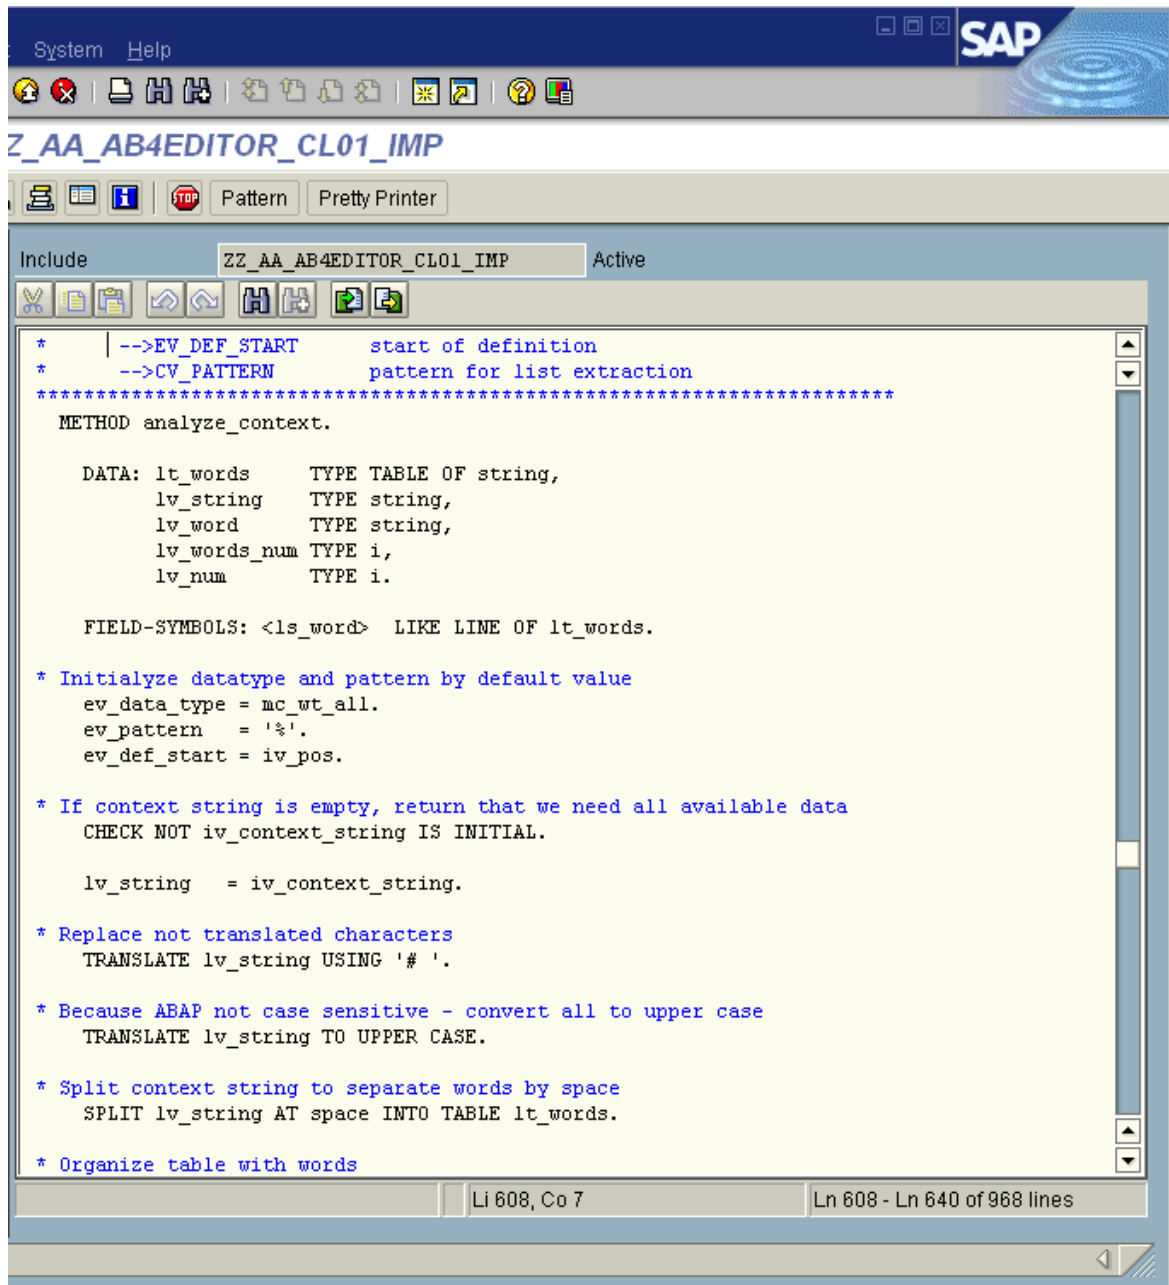 SAP
System Help
Z_AA_AB4EDITOR_CL01_IMP
STOP Pattern Pretty Printer
Include ZZ_AA_AB4EDITOR_CL01_IMP Active
*      -->EV_DEF_START      start of definition
*      -->CV_PATTERN        pattern for list extraction
************************************************************************
  METHOD analyze_context.
    DATA: lt_words     TYPE TABLE OF string,
          lv_string    TYPE string,
          lv_word      TYPE string,
          lv_words_num TYPE i,
          lv_num       TYPE i.
    FIELD-SYMBOLS: <ls_word>  LIKE LINE OF lt_words.
* Initialyze datatype and pattern by default value
    ev_data_type = mc_wt_all.
    ev_pattern   = '%'.
    ev_def_start = iv_pos.
* If context string is empty, return that we need all available data
    CHECK NOT iv_context_string IS INITIAL.
    lv_string   = iv_context_string.
* Replace not translated characters
    TRANSLATE lv_string USING '# '.
* Because ABAP not case sensitive - convert all to upper case
    TRANSLATE lv_string TO UPPER CASE.
* Split context string to separate words by space
    SPLIT lv_string AT space INTO TABLE lt_words.
* Organize table with words
Li 608, Co 7 Ln 608 - Ln 640 of 968 lines